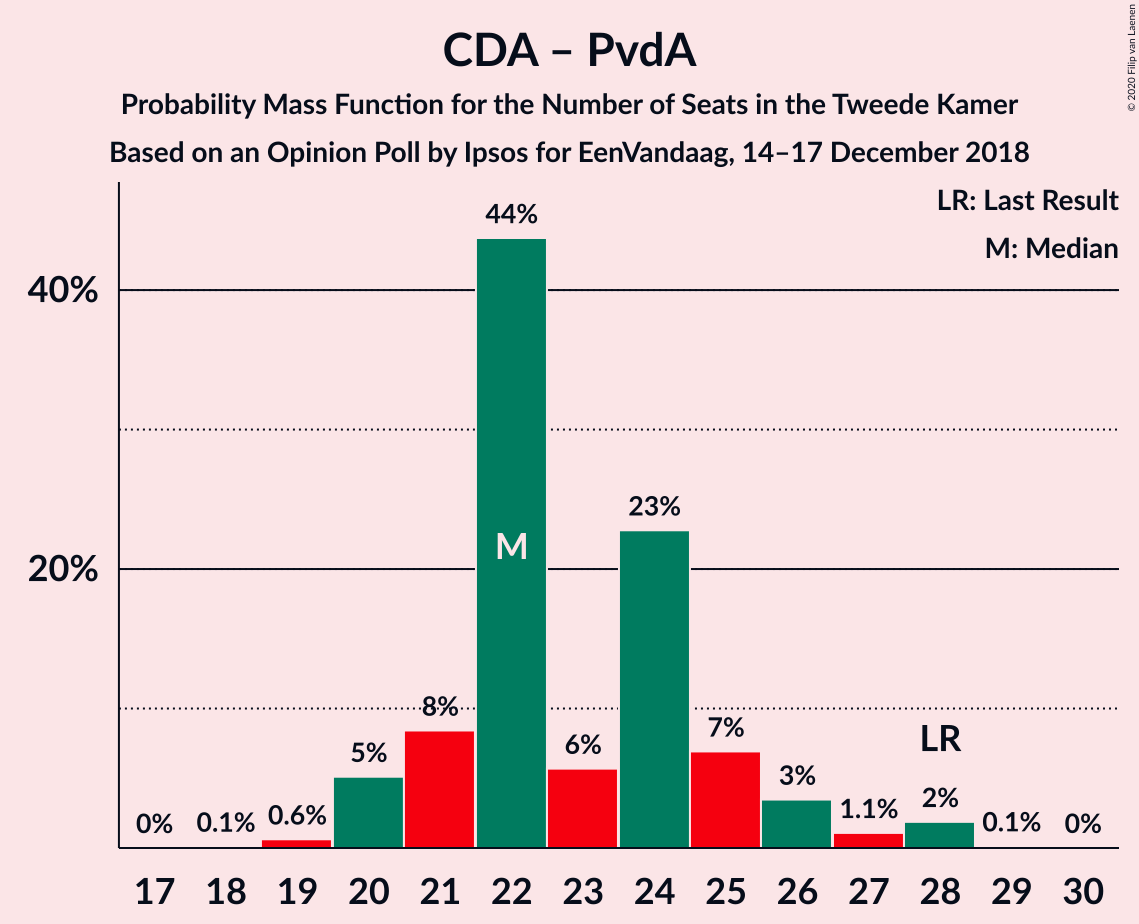 CDA – PvdA
Probability Mass Function for the Number of Seats in the Tweede Kamer
Based on an Opinion Poll by Ipsos for EenVandaag, 14–17 December 2018
© 2020 Filip van Laenen
LR: Last Result
M: Median
40%
20%
0%
0.1%
0.6%
5%
8%
44%
M
6%
23%
7%
3%
1.1%
LR
2%
0.1%
0%
17 18 19 20 21 22 23 24 25 26 27 28 29 30